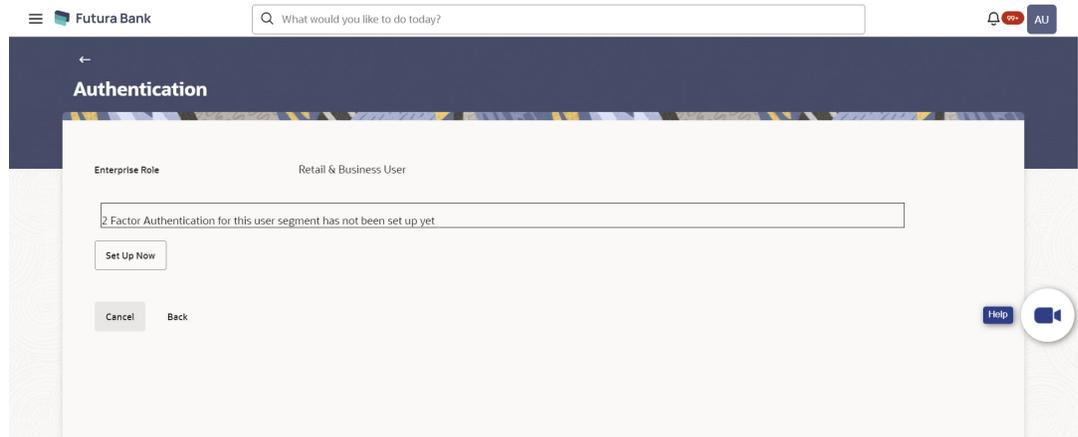 Futura Bank
What would you like to do today?
99+
AU
Authentication
Enterprise Role
Retail & Business User
2 Factor Authentication for this user segment has not been set up yet
Set Up Now
Cancel
Back
Help